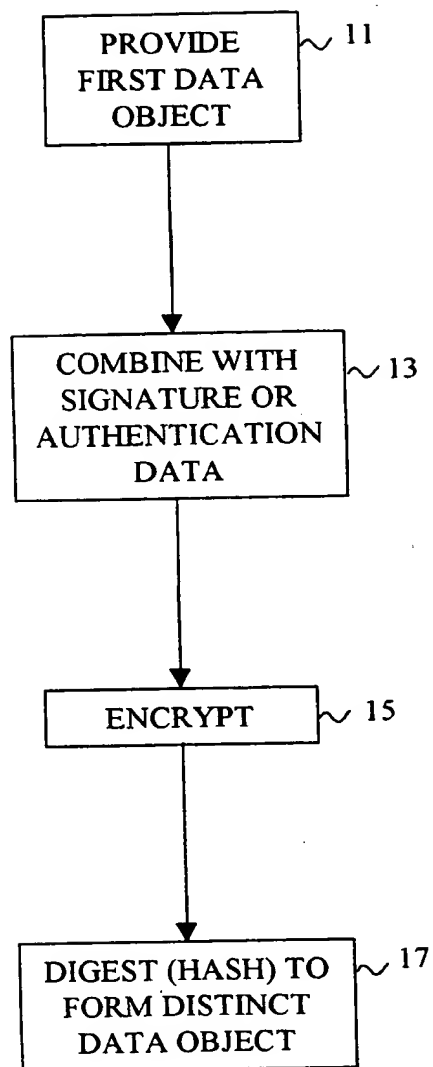 PROVIDE
FIRST DATA
OBJECT
11
COMBINE WITH
SIGNATURE OR
AUTHENTICATION
DATA
13
ENCRYPT
15
DIGEST (HASH) TO
FORM DISTINCT
DATA OBJECT
17